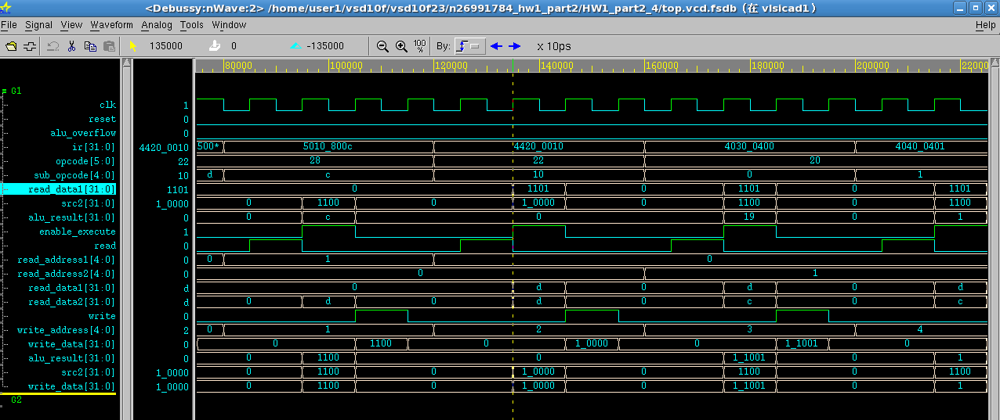 <Debussy:nWave:2> /home/user1/vsd10f/vsd10f23/n26991784_hw1_part2/HW1_part2_4/top.vcd.fsdb (在 vlsicad1)
File Signal View Waveform Analog Tools Window Help
135000 0 -135000 100% By: x 10ps
80000 100000 120000 140000 160000 180000 200000 220000
G1
clk 1
reset 0
alu_overflow 0
ir[31:0] 4420_0010 500* 5010_800c 4420_0010 4030_0400 4040_0401
opcode[5:0] 22 28 22 20
sub_opcode[4:0] 10 d c 10 0 1
read_data1[31:0] 1101 0 1101 0 1101 0 1101
src2[31:0] 1_0000 0 1100 0 1_0000 0 1100 0 1100
alu_result[31:0] 0 0 c 0 19 0 1
enable_execute 1
read 0
read_address1[4:0] 0 0 1 0
read_address2[4:0] 0 0 1
read_data1[31:0] d 0 d 0 d 0 d
read_data2[31:0] d 0 d 0 d 0 c 0 c
write 0
write_address[4:0] 2 0 1 2 3 4
write_data[31:0] 0 0 1100 0 1_0000 0 1_1001 0
alu_result[31:0] 0 0 1100 0 1_1001 0 1
src2[31:0] 1_0000 0 1100 0 1_0000 0 1100 0 1100
write_data[31:0] 1_0000 0 1100 0 1_0000 0 1_1001 0 1
G2